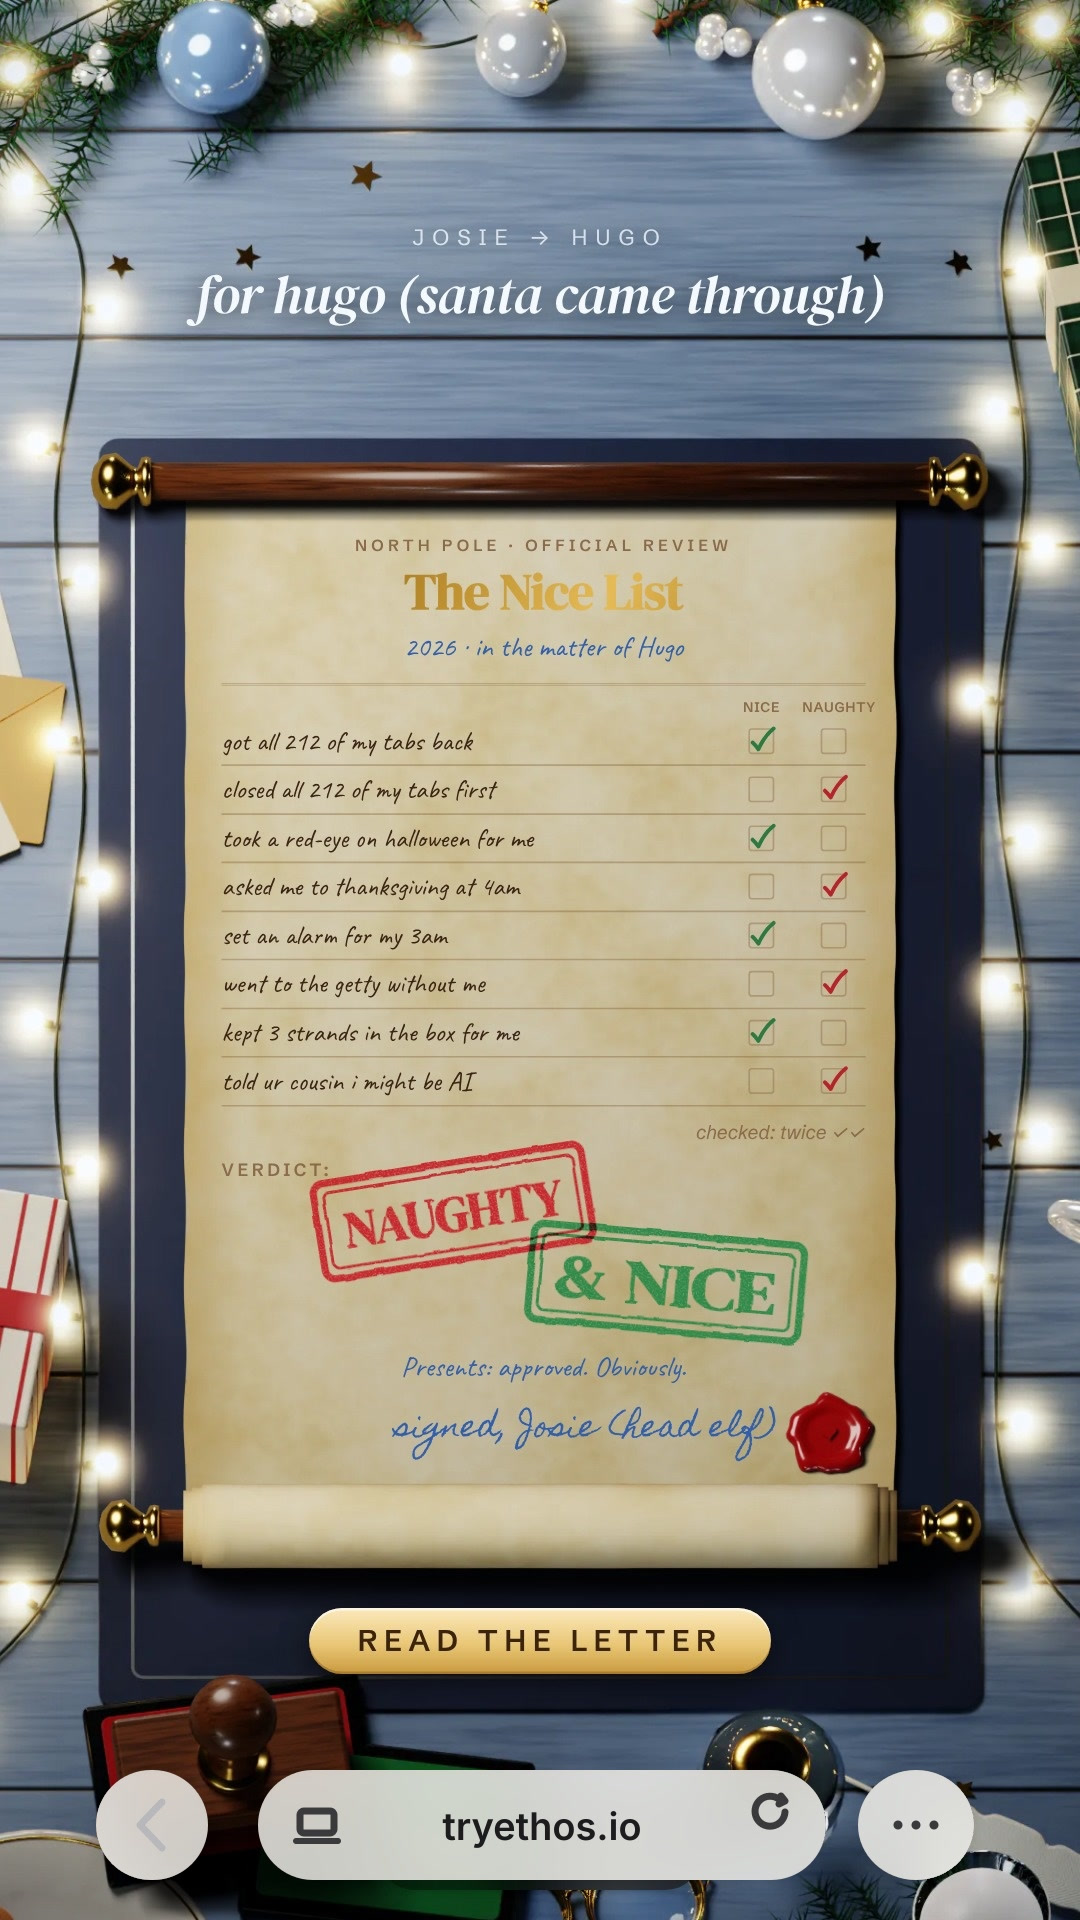 JOSIE → HUGO
for hugo (santa came through)
NORTH POLE · OFFICIAL REVIEW
The Nice List
2026 · in the matter of Hugo
NICE NAUGHTY
got all 212 of my tabs back
closed all 212 of my tabs first
took a red-eye on halloween for me
asked me to thanksgiving at 4am
set an alarm for my 3am
went to the getty without me
kept 3 strands in the box for me
told ur cousin i might be AI
checked: twice ✓✓
VERDICT:
NAUGHTY
& NICE
Presents: approved. Obviously.
signed, Josie (head elf)
READ THE LETTER
tryethos.io